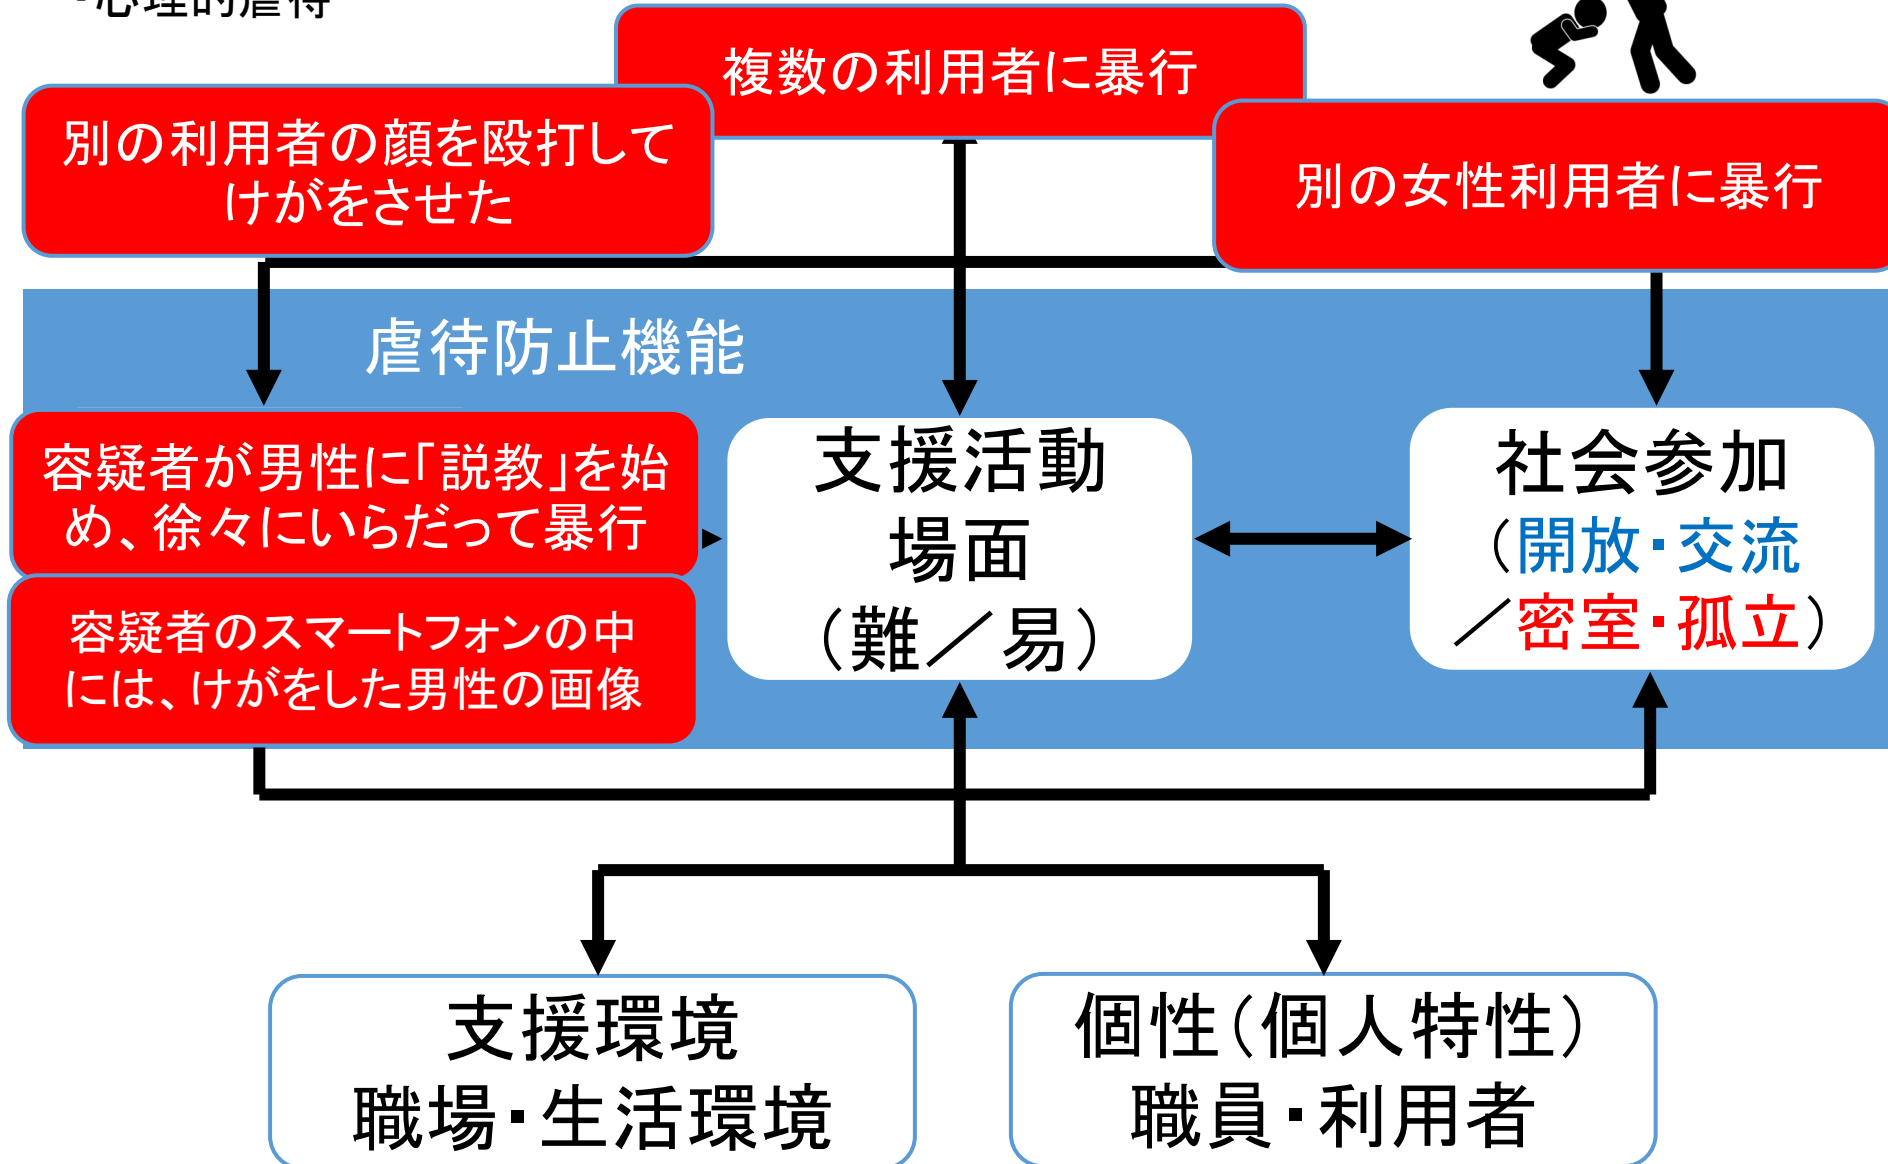 ・心理的虐待
複数の利用者に暴行
別の利用者の顔を殴打して
けがをさせた
別の女性利用者に暴行
虐待防止機能
容疑者が男性に「説教」を始
め、徐々にいらだって暴行
容疑者のスマートフォンの中
には、けがをした男性の画像
支援活動
場面
（難／易）
社会参加
（開放・交流
／密室・孤立）
支援環境
職場・生活環境
個性（個人特性）
職員・利用者